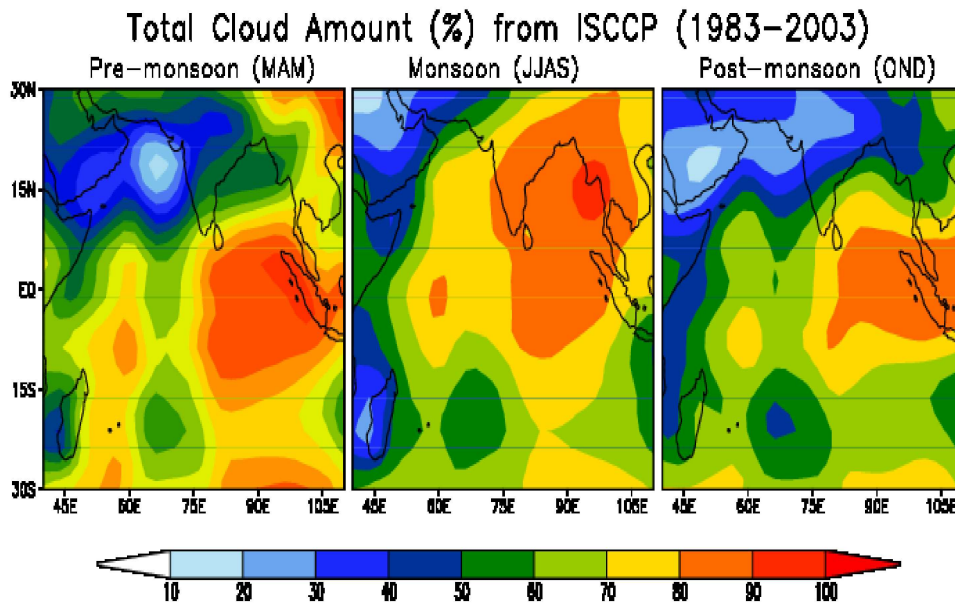 Total Cloud Amount (%) from ISCCP (1983-2003)
Pre-monsoon (MAM) Monsoon (JJAS) Post-monsoon (OND)
30N
15N
EQ
15S
30S
45E 60E 75E 90E 105E 45E 60E 75E 90E 105E 45E 60E 75E 90E 105E
10 20 30 40 50 60 70 80 90 100